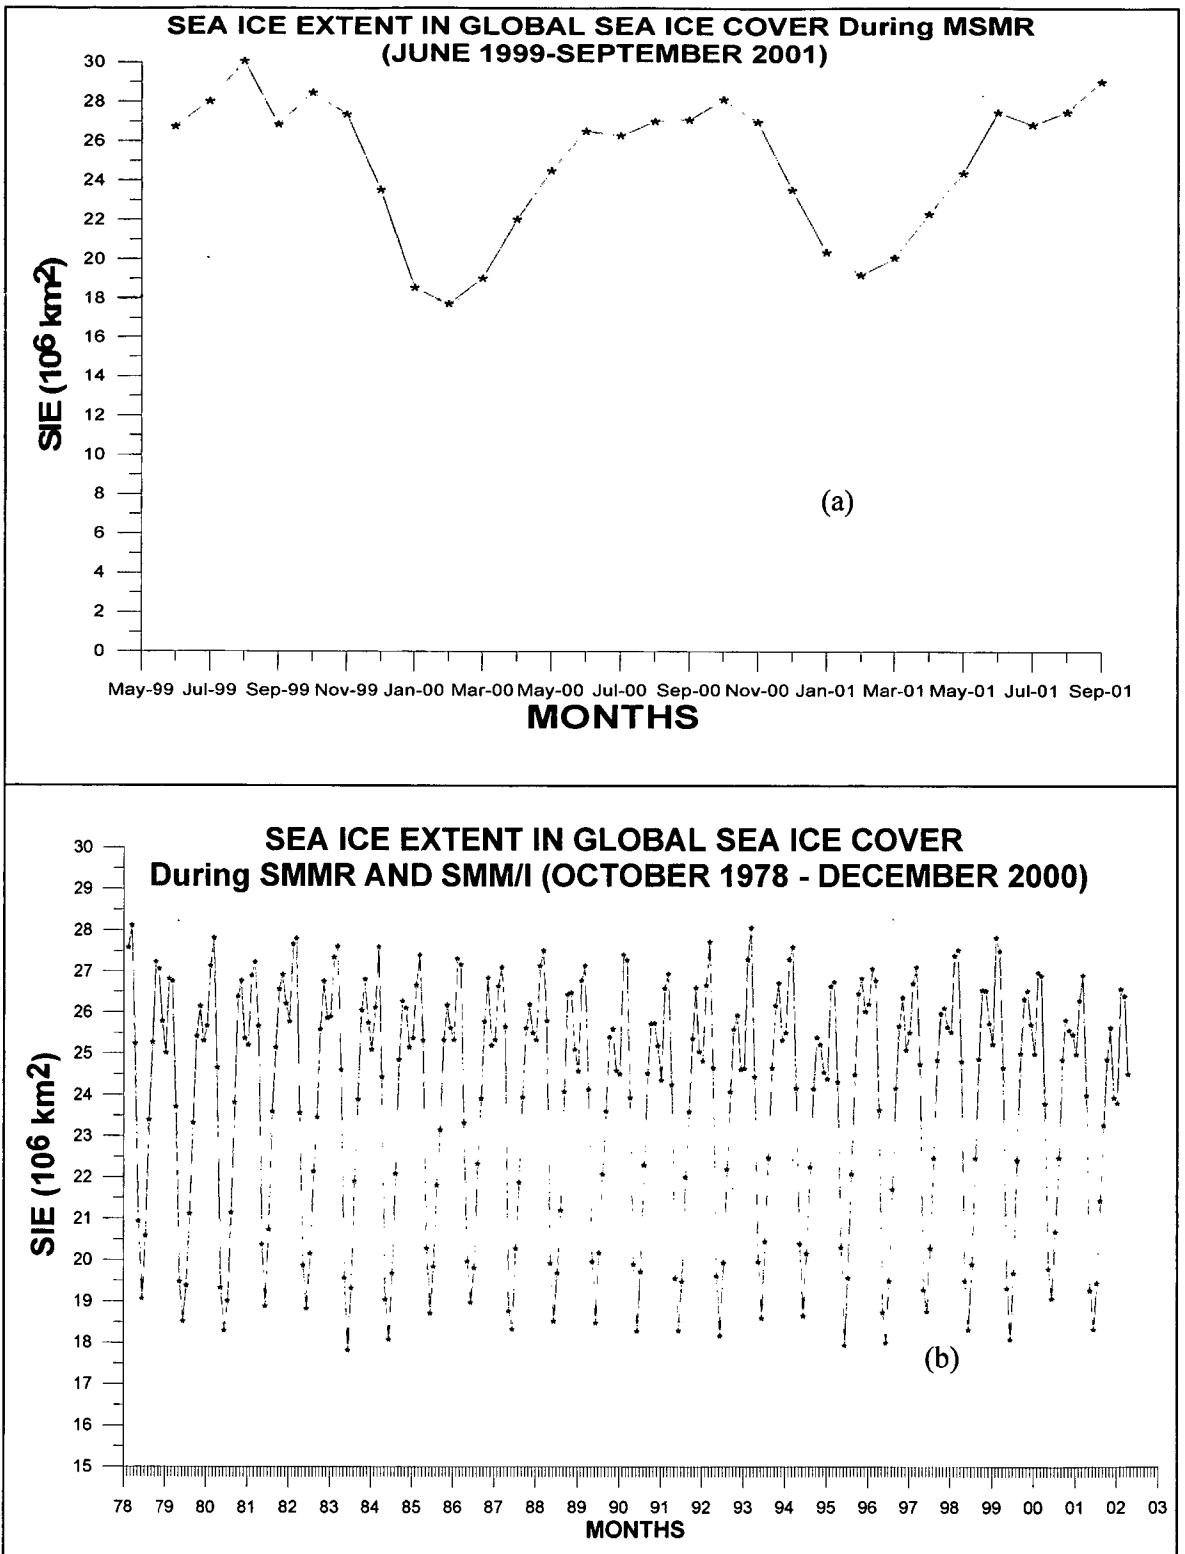 SEA ICE EXTENT IN GLOBAL SEA ICE COVER During MSMR
(JUNE 1999-SEPTEMBER 2001)
30
28
26
24
22
20
18
16
14
12
10
8
6
4
2
0
SIE (10⁶ km²)
(a)
May-99 Jul-99 Sep-99 Nov-99 Jan-00 Mar-00 May-00 Jul-00 Sep-00 Nov-00 Jan-01 Mar-01 May-01 Jul-01 Sep-01
MONTHS
SEA ICE EXTENT IN GLOBAL SEA ICE COVER
During SMMR AND SMM/I (OCTOBER 1978 - DECEMBER 2000)
30
29
28
27
26
25
24
23
22
21
20
19
18
17
16
15
SIE (10⁶ km²)
(b)
78 79 80 81 82 83 84 85 86 87 88 89 90 91 92 93 94 95 96 97 98 99 00 01 02 03
MONTHS